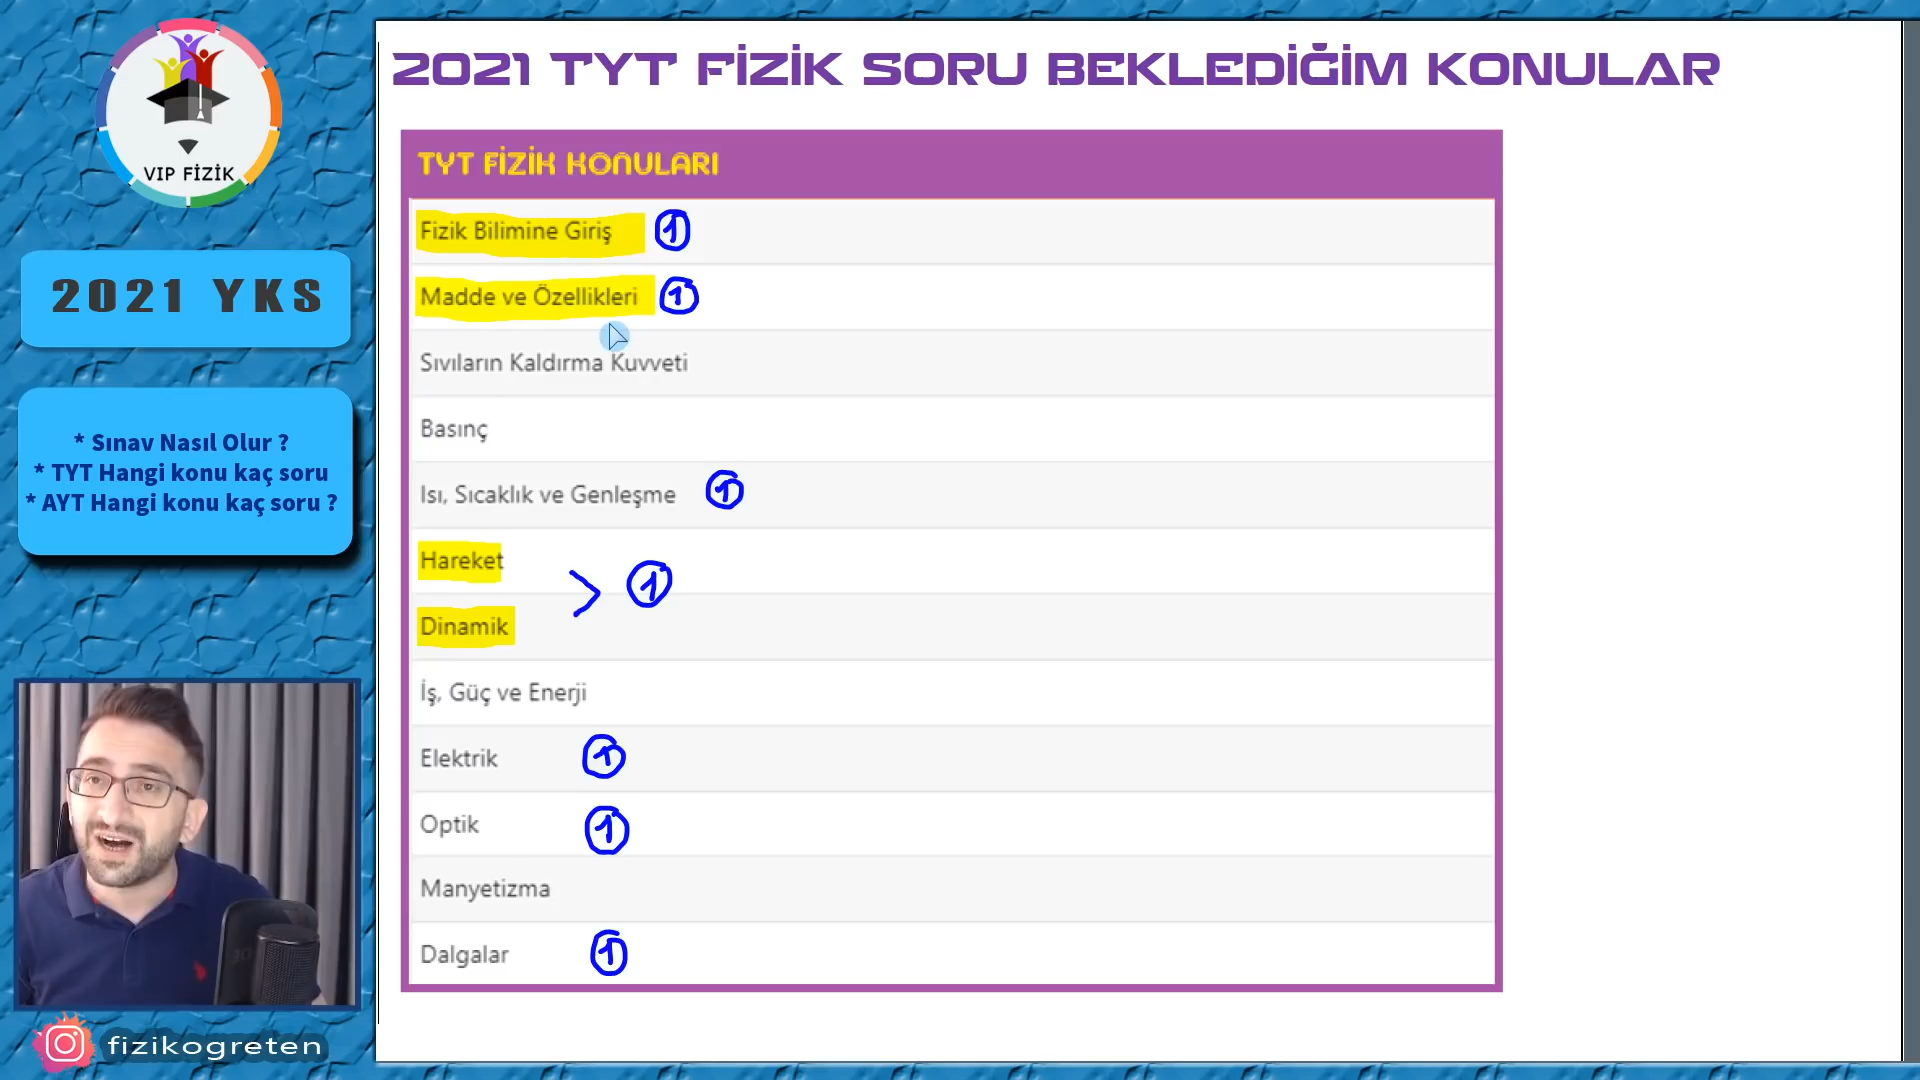 VIP FİZİK
2021 YKS
* Sınav Nasıl Olur ?
* TYT Hangi konu kaç soru
* AYT Hangi konu kaç soru ?
fizikogreten
2021 TYT FİZİK SORU BEKLEDİĞİM KONULAR
TYT FİZİK KONULARI
Fizik Bilimine Giriş 1
Madde ve Özellikleri 1
Sıvıların Kaldırma Kuvveti
Basınç
Isı, Sıcaklık ve Genleşme 1
Hareket
> 1
Dinamik
İş, Güç ve Enerji
Elektrik 1
Optik 1
Manyetizma
Dalgalar 1